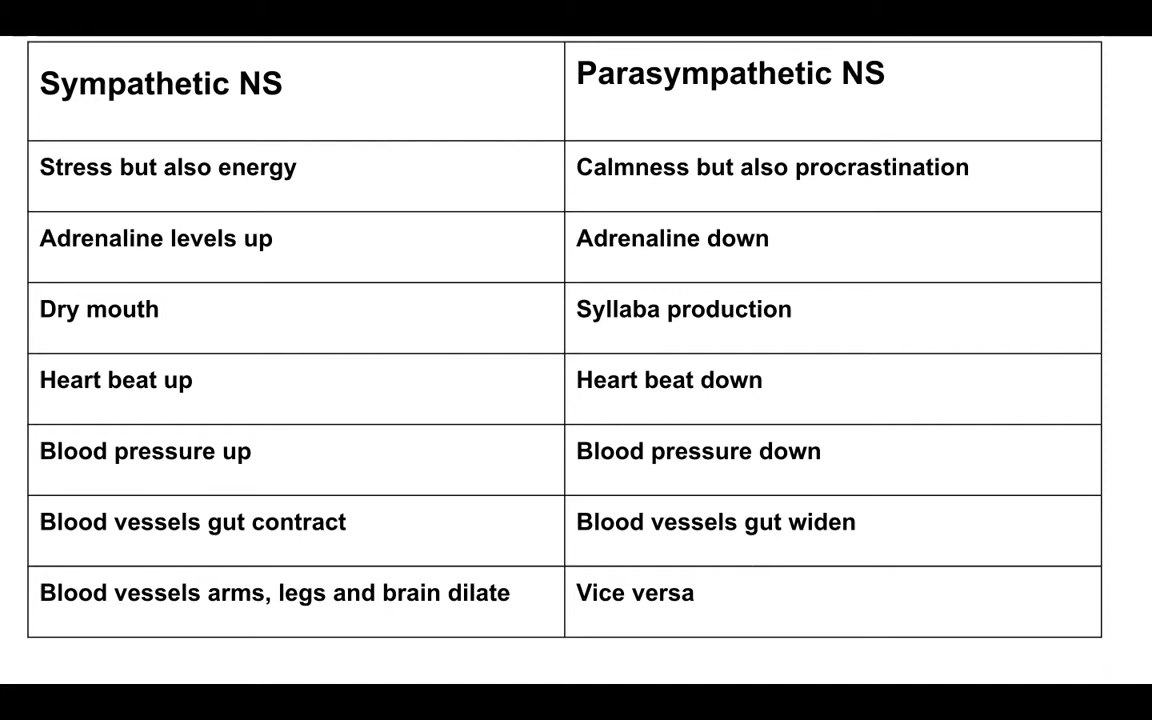 Sympathetic NS
Parasympathetic NS
Stress but also energy
Calmness but also procrastination
Adrenaline levels up
Adrenaline down
Dry mouth
Syllaba production
Heart beat up
Heart beat down
Blood pressure up
Blood pressure down
Blood vessels gut contract
Blood vessels gut widen
Blood vessels arms, legs and brain dilate
Vice versa